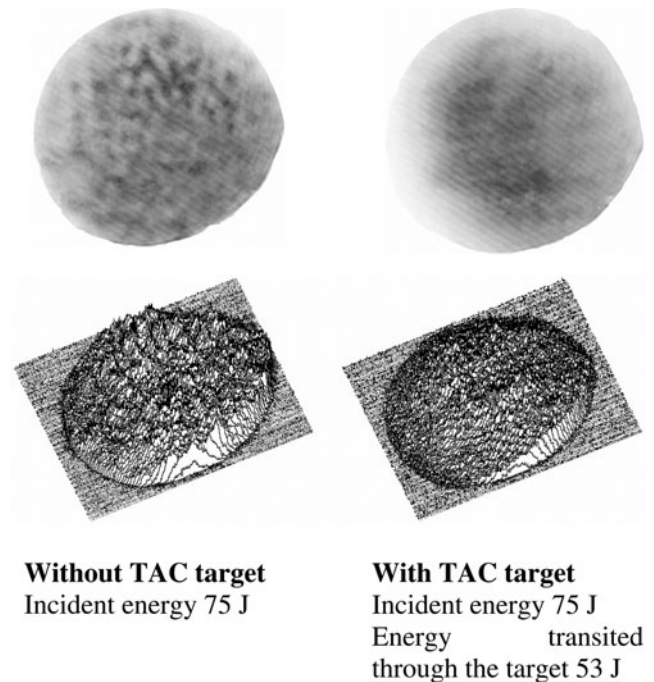 Without TAC target
Incident energy 75 J
With TAC target
Incident energy 75 J
Energy transited
through the target 53 J